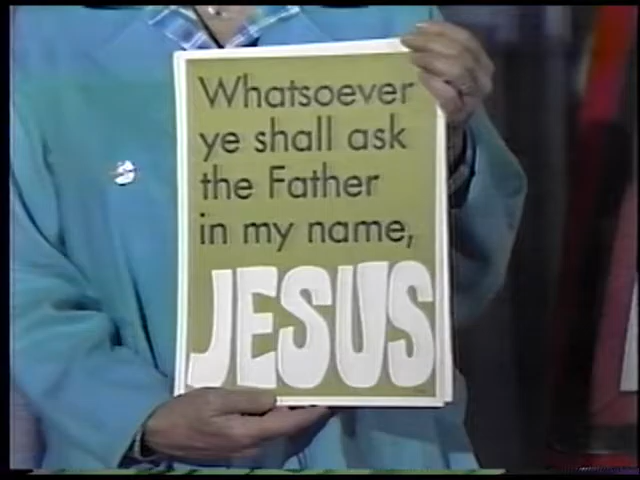 Whatsoever
ye shall ask
the Father
in my name,
JESUS